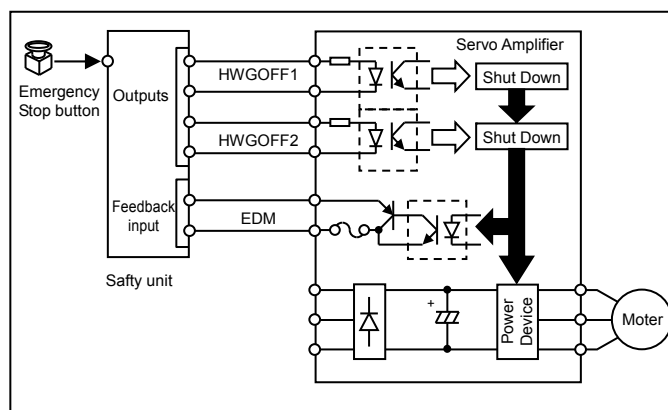 Servo Amplifier
HWGOFF1
Shut Down
Emergency
Stop button
Outputs
HWGOFF2
Shut Down
Feedback
input
EDM
Safty unit
+
Power
Device
Moter